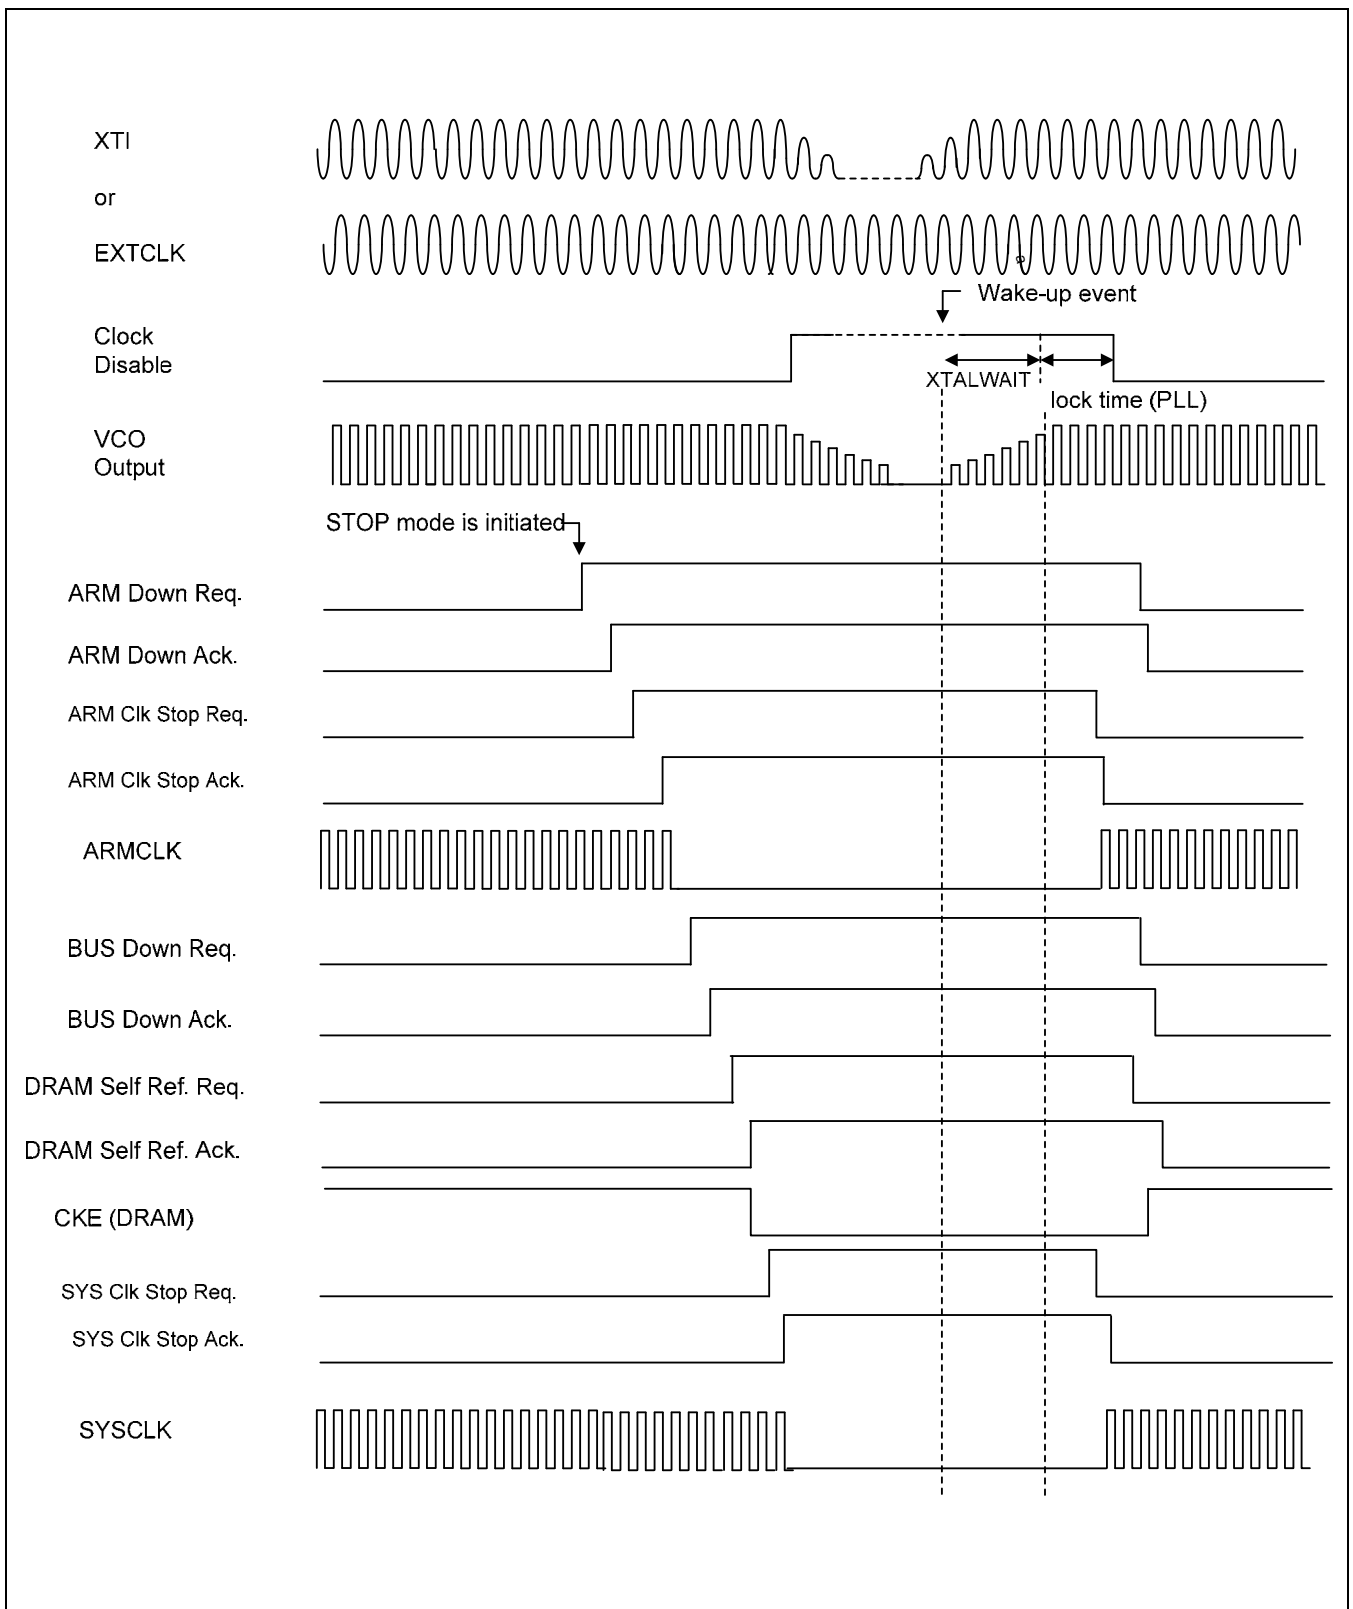 XTI
or
EXTCLK
Wake-up event
Clock
Disable
XTALWAIT
lock time (PLL)
VCO
Output
STOP mode is initiated
ARM Down Req.
ARM Down Ack.
ARM Clk Stop Req.
ARM Clk Stop Ack.
ARMCLK
BUS Down Req.
BUS Down Ack.
DRAM Self Ref. Req.
DRAM Self Ref. Ack.
CKE (DRAM)
SYS Clk Stop Req.
SYS Clk Stop Ack.
SYSCLK